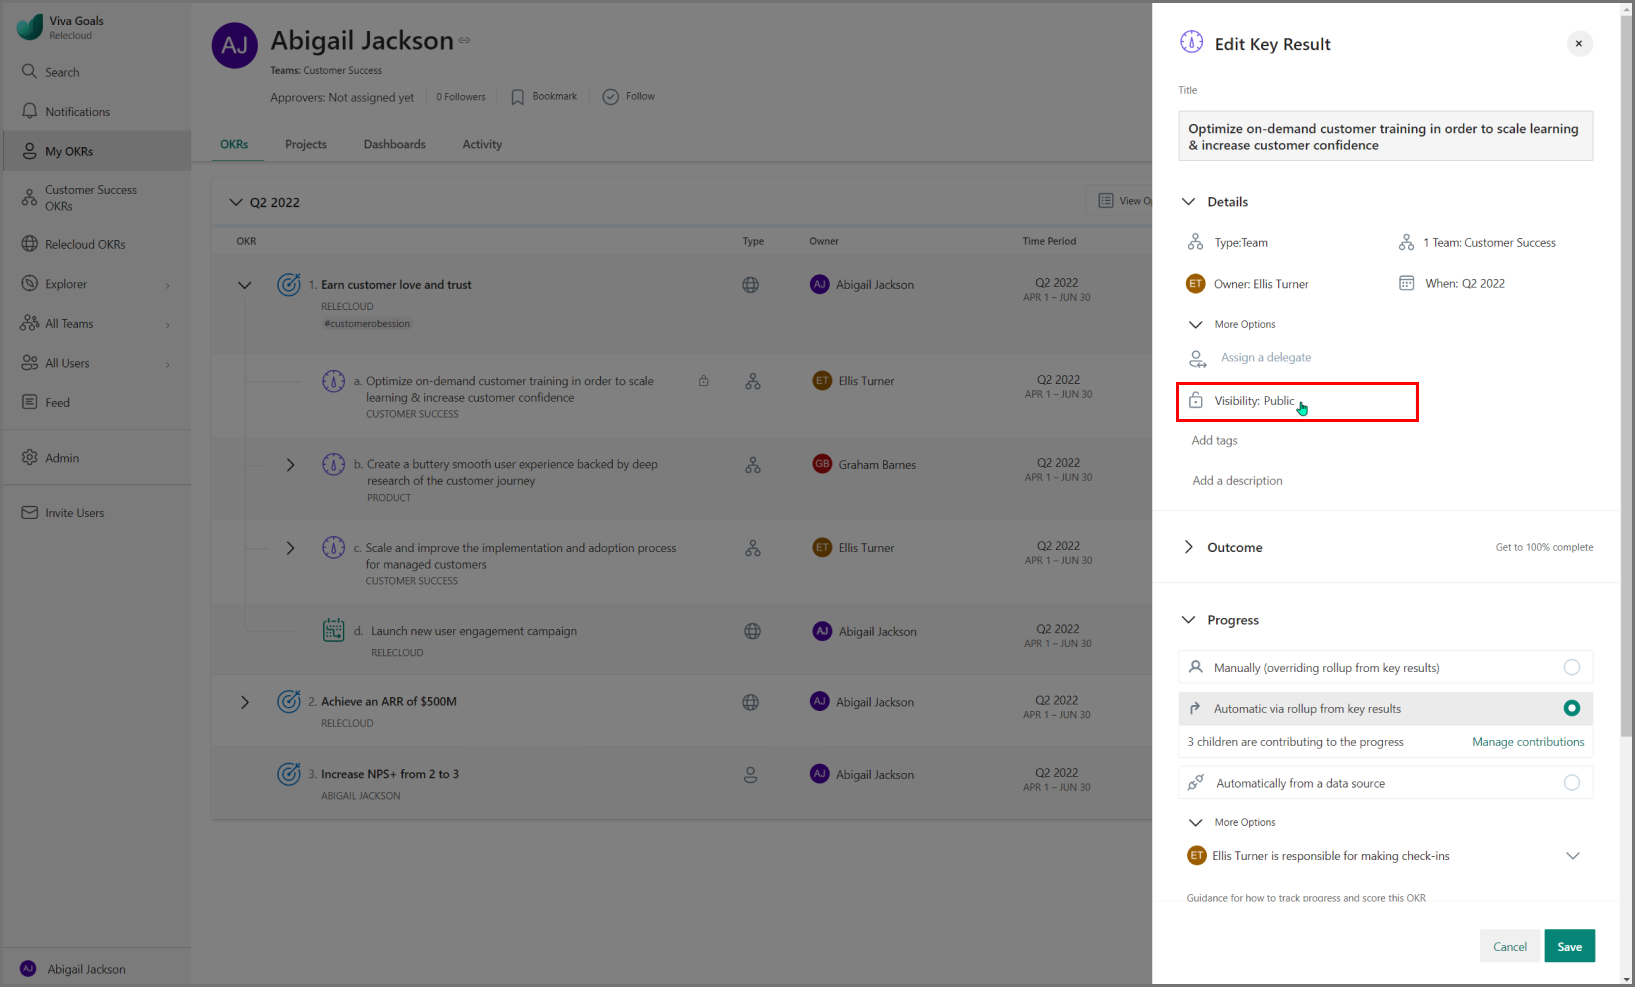 Viva Goals
Relecloud
Search
Notifications
My OKRs
Customer Success
OKRs
Relecloud OKRs
Explorer
All Teams
All Users
Feed
Admin
Invite Users
AJ Abigail Jackson
AJ
Abigail Jackson
Teams: Customer Success
Approvers: Not assigned yet 0 Followers Bookmark Follow
OKRs Projects Dashboards Activity
Q2 2022 View
OKR Type Owner Time Period
1. Earn customer love and trust AJ Abigail Jackson Q2 2022
RELECLOUD APR 1 – JUN 30
#customerobession
a. Optimize on-demand customer training in order to scale ET Ellis Turner Q2 2022
learning & increase customer confidence APR 1 – JUN 30
CUSTOMER SUCCESS
b. Create a buttery smooth user experience backed by deep GB Graham Barnes Q2 2022
research of the customer journey APR 1 – JUN 30
PRODUCT
c. Scale and improve the implementation and adoption process ET Ellis Turner Q2 2022
for managed customers APR 1 – JUN 30
CUSTOMER SUCCESS
d. Launch new user engagement campaign AJ Abigail Jackson Q2 2022
RELECLOUD APR 1 – JUN 30
2. Achieve an ARR of $500M AJ Abigail Jackson Q2 2022
RELECLOUD APR 1 – JUN 30
3. Increase NPS+ from 2 to 3 AJ Abigail Jackson Q2 2022
ABIGAIL JACKSON APR 1 – JUN 30
Edit Key Result
Title
Optimize on-demand customer training in order to scale learning
& increase customer confidence
Details
Type:Team 1 Team: Customer Success
ET Owner: Ellis Turner When: Q2 2022
More Options
Assign a delegate
Visibility: Public
Add tags
Add a description
Outcome Get to 100% complete
Progress
Manually (overriding rollup from key results)
Automatic via rollup from key results
3 children are contributing to the progress Manage contributions
Automatically from a data source
More Options
ET Ellis Turner is responsible for making check-ins
Guidance for how to track progress and score this OKR
Cancel Save